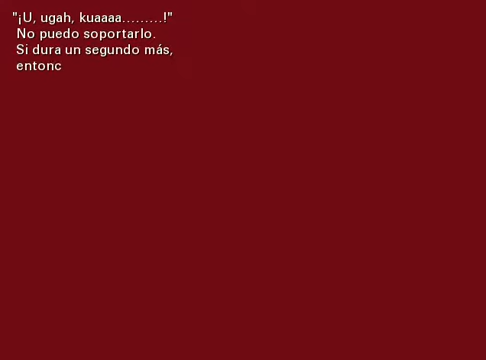 "¡U, ugah, kuaaaa.........!"
No puedo soportarlo.
Si dura un segundo más,
entonc